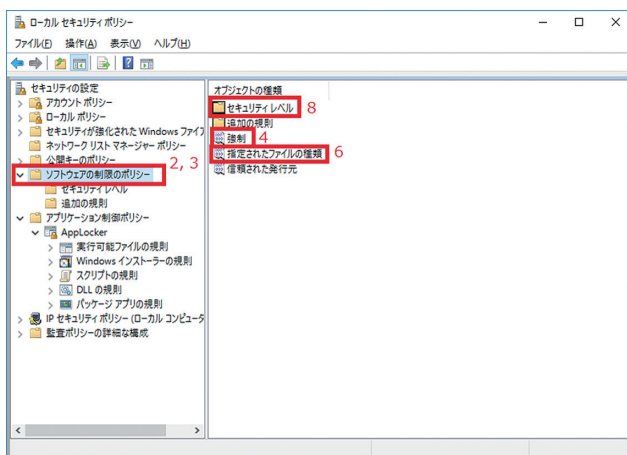 ローカル セキュリティ ポリシー
ファイル(F) 操作(A) 表示(V) ヘルプ(H)
セキュリティの設定
アカウント ポリシー
ローカル ポリシー
セキュリティが強化された Windows ファイア
ネットワーク リスト マネージャー ポリシー
公開キーのポリシー
2, 3
ソフトウェアの制限のポリシー
セキュリティ レベル
追加の規則
アプリケーション制御ポリシー
AppLocker
実行可能ファイルの規則
Windows インストーラーの規則
スクリプトの規則
DLL の規則
パッケージ アプリの規則
IP セキュリティ ポリシー (ローカル コンピュータ
監査ポリシーの詳細な構成
オブジェクトの種類
セキュリティ レベル 8
追加の規則
強制 4
指定されたファイルの種類 6
信頼された発行元